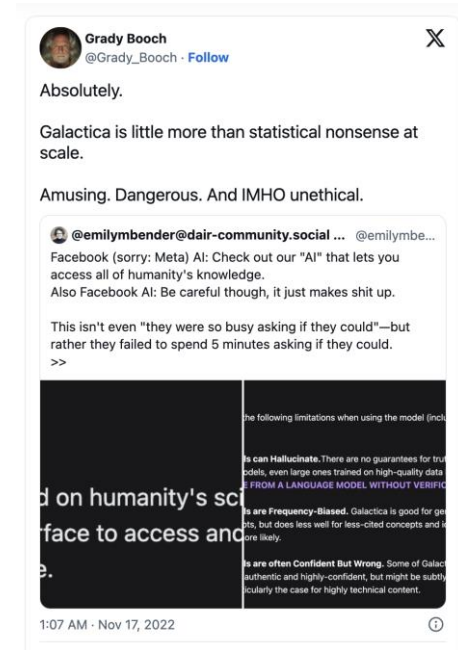 Grady Booch
@Grady_Booch · Follow
Absolutely.
Galactica is little more than statistical nonsense at
scale.
Amusing. Dangerous. And IMHO unethical.
@emilymbender@dair-community.social ... @emilymbe...
Facebook (sorry: Meta) AI: Check out our "AI" that lets you
access all of humanity's knowledge.
Also Facebook AI: Be careful though, it just makes shit up.
This isn't even "they were so busy asking if they could"—but
rather they failed to spend 5 minutes asking if they could.
>>
d on humanity's sci
face to access and
e.
he following limitations when using the model (inclu
ls can Hallucinate. There are no guarantees for trut
odels, even large ones trained on high-quality data
E FROM A LANGUAGE MODEL WITHOUT VERIFIC
ls are Frequency-Biased. Galactica is good for ge
pts, but does less well for less-cited concepts and i
ore likely.
ls are often Confident But Wrong. Some of Galact
authentic and highly-confident, but might be subtly
icularly the case for highly technical content.
1:07 AM · Nov 17, 2022